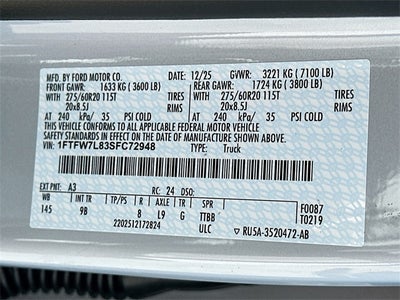 MFD. BY FORD MOTOR CO. 12/25 GVWR: 3221 KG ( 7100 LB)
FRONT GAWR: 1633 KG ( 3600 LB) REAR GAWR: 1724 KG ( 3800 LB)
WITH 275/60R20 115T TIRES WITH 275/60R20 115T TIRES
20x8.5J RIMS 20x8.5J RIMS
AT 240 kPa/ 35 PSI COLD AT 240 kPa/ 35 PSI COLD
THIS VEHICLE CONFORMS TO ALL APPLICABLE FEDERAL MOTOR VEHICLE
SAFETY STANDARDS IN EFFECT ON THE DATE OF MANUFACTURE SHOWN ABOVE.
VIN: 1FTFW7L83SFC72948 TYPE: Truck
EXT PNT: A3 RC: 24 DSO: F0087
WB INT TR TP/PS R AXLE TR SPR T0219
145 9B 8 L9 G TTBB
2202512172824 ULC RU5A-3520472-AB